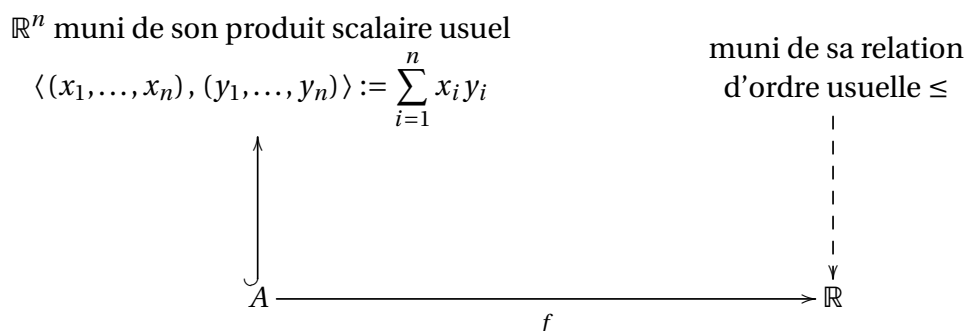 ℝⁿ muni de son produit scalaire usuel
⟨(x₁,…,xₙ), (y₁,…,yₙ)⟩ := ∑ᵢ₌₁ⁿ xᵢyᵢ
muni de sa relation
d'ordre usuelle ≤
A
ℝ
f